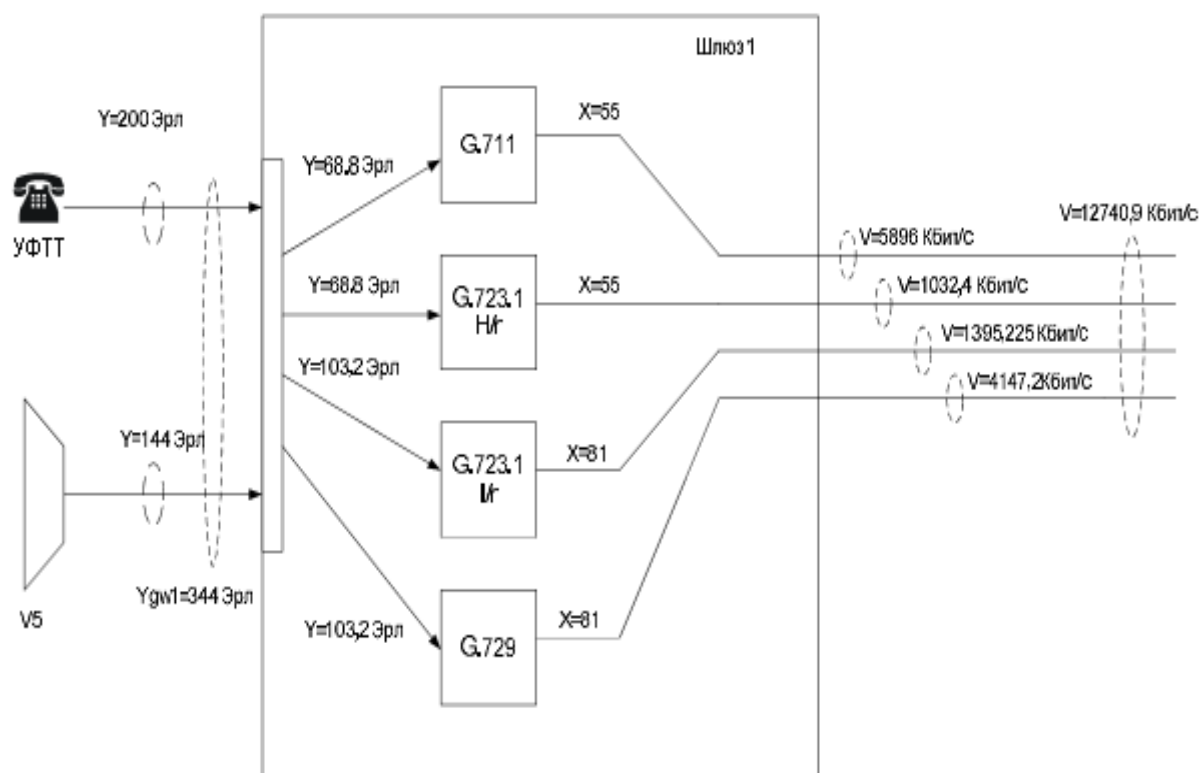 Шлюз1
Y=200 Эрл
X=55
G.711
Y=68.8 Эрл
V=12740,9 Кбит/с
УФТТ
V=5896 Кбит/с
Y=68.8 Эрл
X=55
V=1032,4 Кбит/с
G.723.1
H/r
V=1395,225 Кбит/с
Y=103,2 Эрл
V=4147,2Кбит/с
Y=144 Эрл
X=81
G.723.1
l/r
Ygw1=344 Эрл
V5
Y=103,2 Эрл
X=81
G.729